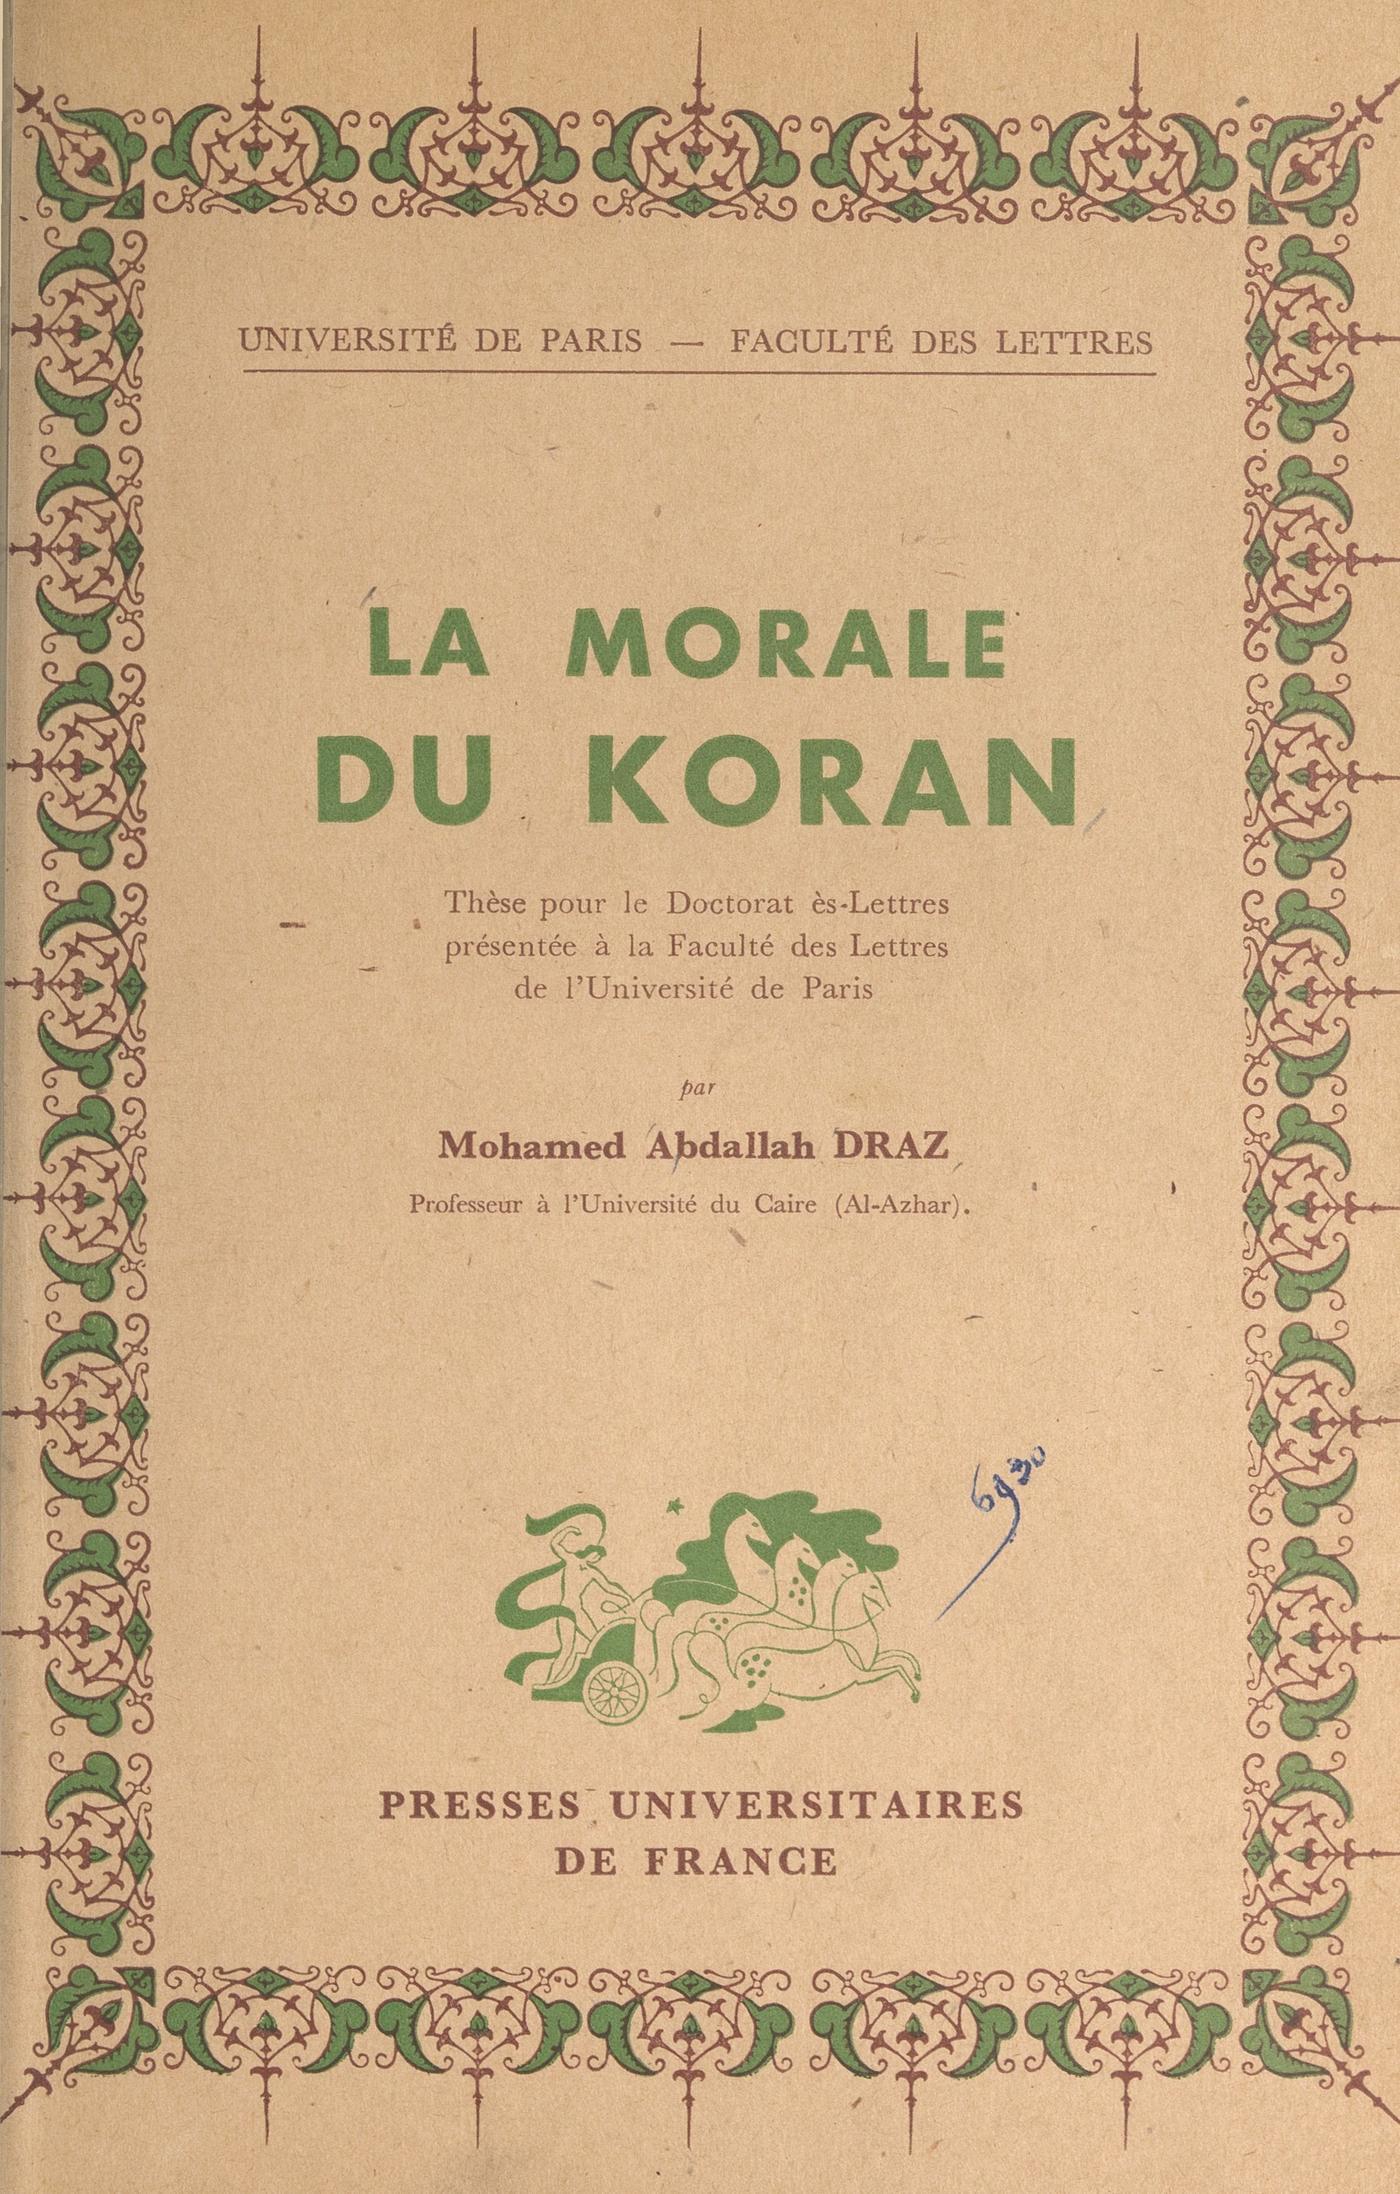 UNIVERSITÉ DE PARIS — FACULTÉ DES LETTRES
LA MORALE
DU KORAN
Thèse pour le Doctorat ès-Lettres
présentée à la Faculté des Lettres
de l'Université de Paris
par
Mohamed Abdallah DRAZ
Professeur à l'Université du Caire (Al-Azhar).
6930
PRESSES UNIVERSITAIRES
DE FRANCE